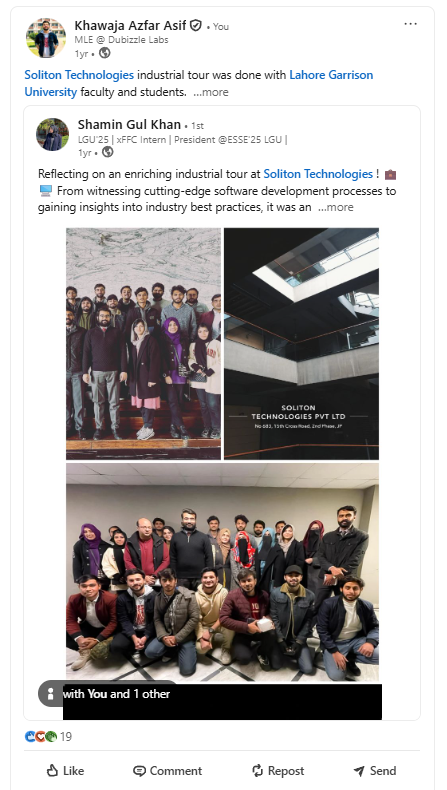 Khawaja Azfar Asif • You
MLE @ Dubizzle Labs
1yr •
Soliton Technologies industrial tour was done with Lahore Garrison
University faculty and students. ...more
Shamin Gul Khan • 1st
LGU'25 | xFFC Intern | President @ESSE'25 LGU |
1yr •
Reflecting on an enriching industrial tour at Soliton Technologies ! 💼
💻 From witnessing cutting-edge software development processes to
gaining insights into industry best practices, it was an ...more
SOLITON
TECHNOLOGIES PVT LTD
No.683, 15th Cross Road, 2nd Phase, JP
with You and 1 other
19
Like
Comment
Repost
Send